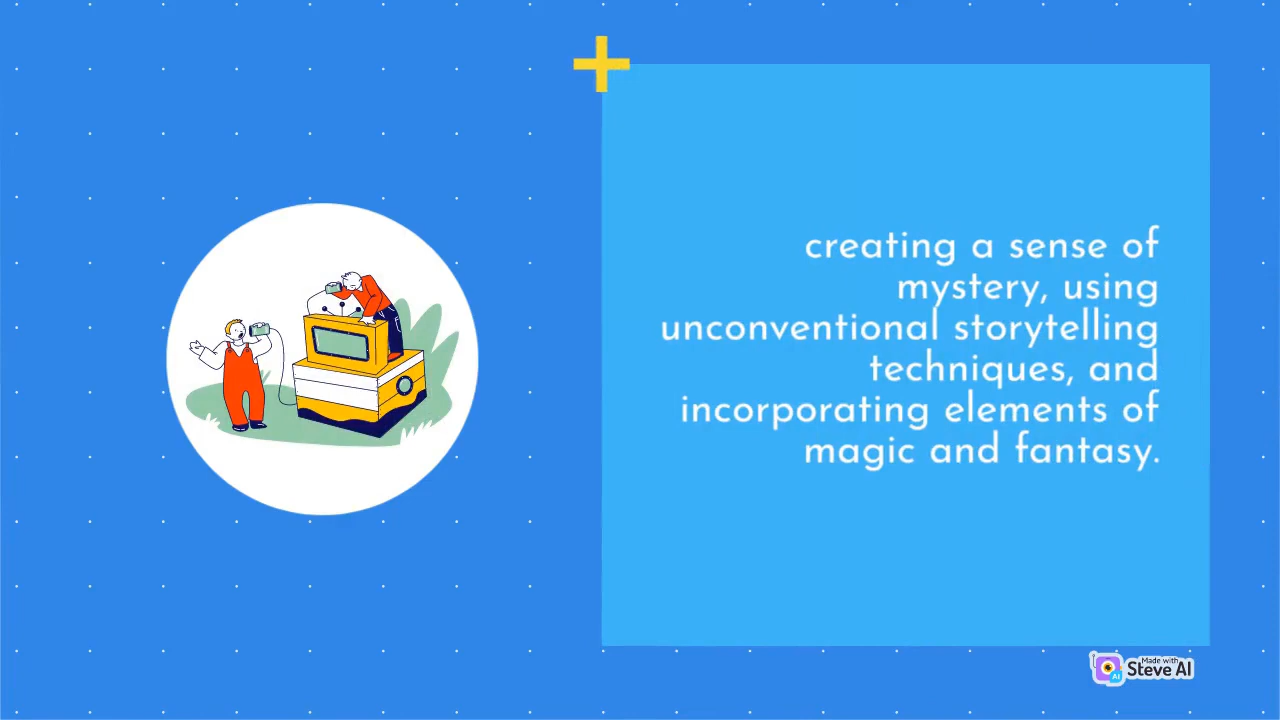 creating a sense of
mystery, using
unconventional storytelling
techniques, and
incorporating elements of
magic and fantasy.
Made with
Steve AI
AI